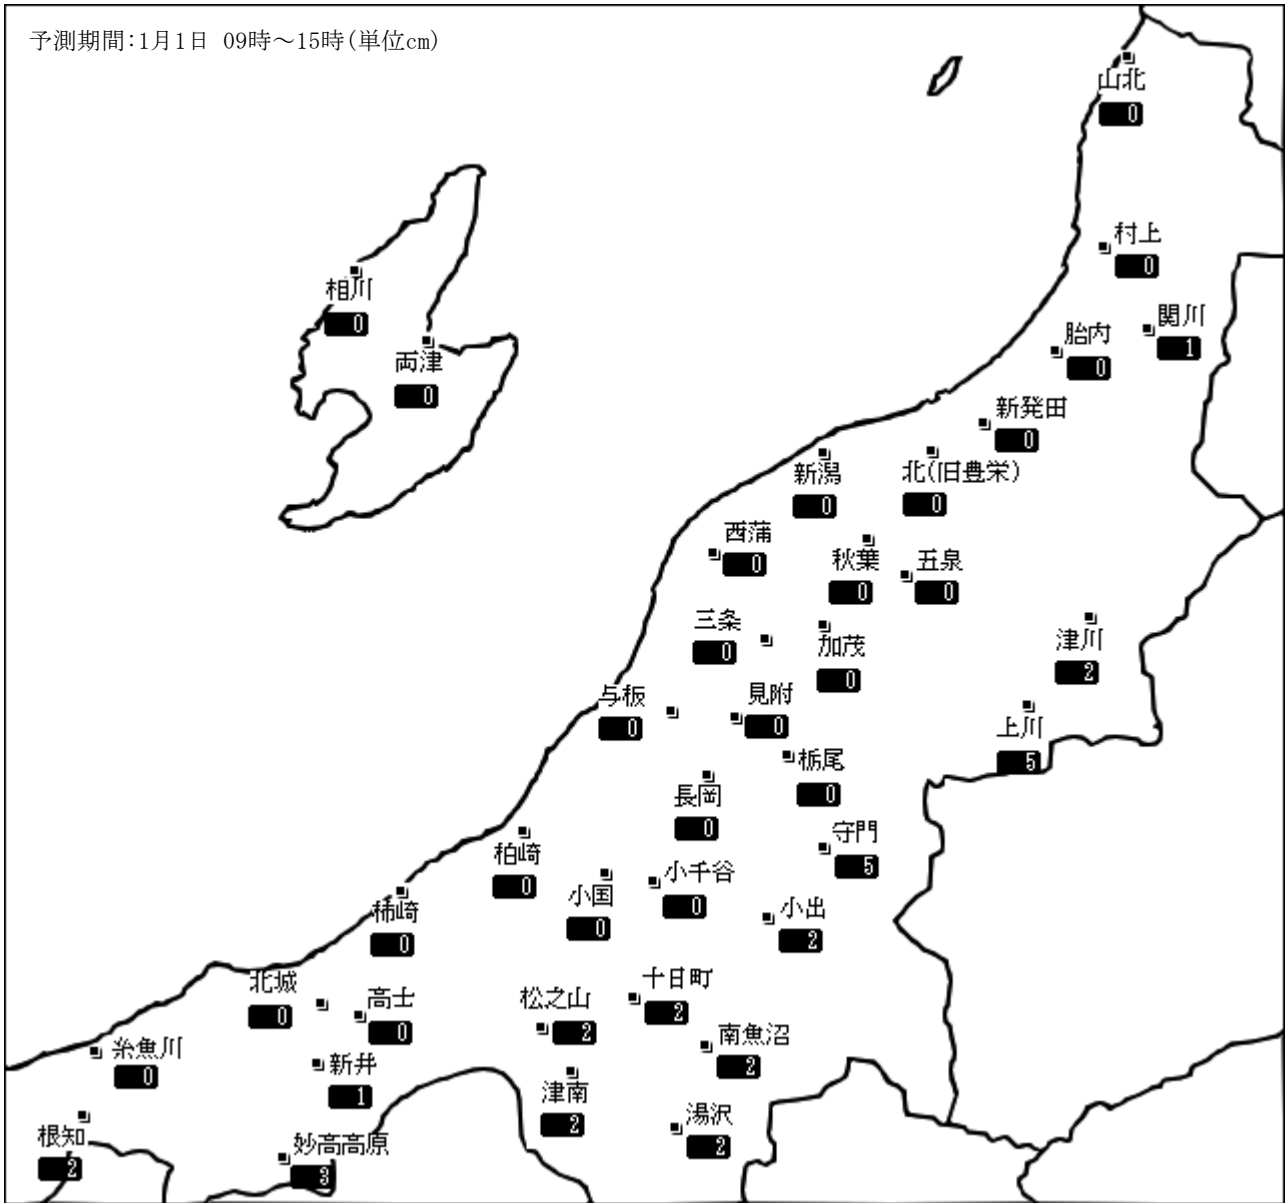 予測期間:1月1日 09時～15時(単位cm)
山北
0
村上
0
関川
1
相川
0
胎内
0
両津
0
新発田
0
新潟
0
北(旧豊栄)
0
西蒲
0
秋葉
0
五泉
0
三条
0
加茂
0
津川
2
与板
0
見附
0
上川
5
栃尾
0
長岡
0
守門
5
柏崎
0
小千谷
0
小国
0
小出
2
柿崎
0
北城
0
高士
0
松之山
2
十日町
2
南魚沼
2
糸魚川
0
新井
1
津南
2
湯沢
2
根知
2
妙高高原
3